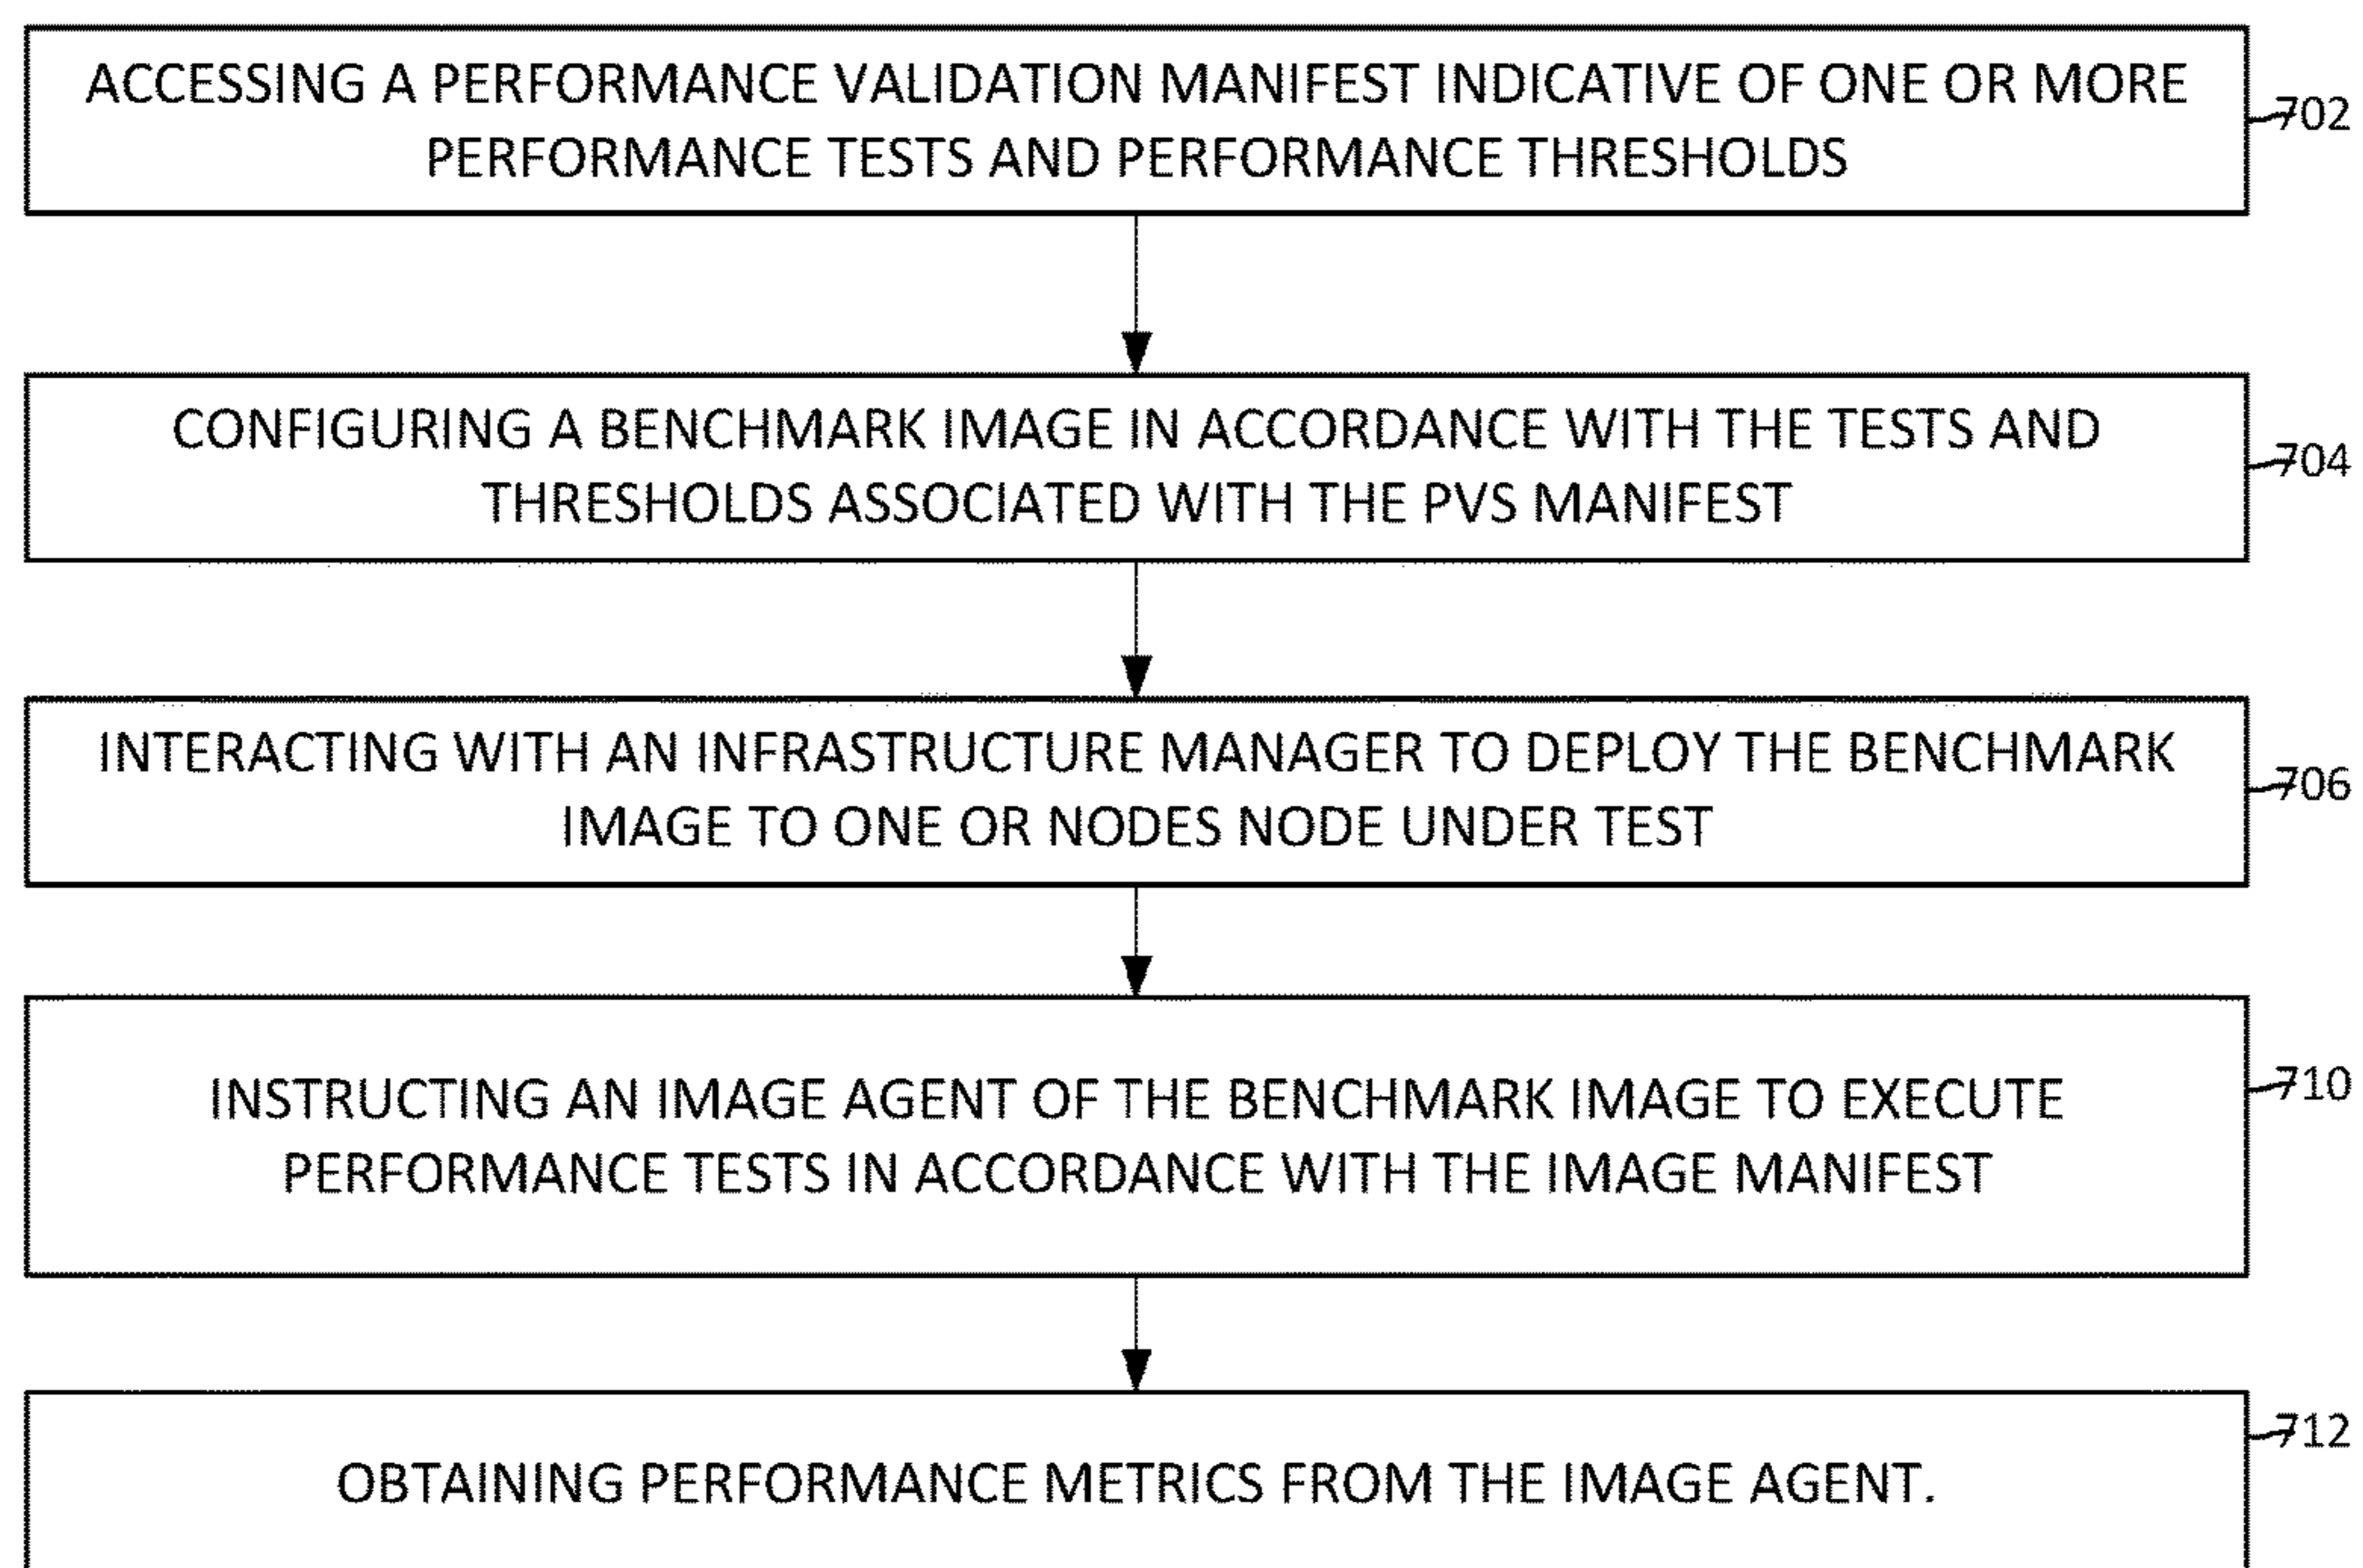 ACCESSING A PERFORMANCE VALIDATION MANIFEST INDICATIVE OF ONE OR MORE
PERFORMANCE TESTS AND PERFORMANCE THRESHOLDS
702
CONFIGURING A BENCHMARK IMAGE IN ACCORDANCE WITH THE TESTS AND
THRESHOLDS ASSOCIATED WITH THE PVS MANIFEST
704
INTERACTING WITH AN INFRASTRUCTURE MANAGER TO DEPLOY THE BENCHMARK
IMAGE TO ONE OR NODES NODE UNDER TEST
706
INSTRUCTING AN IMAGE AGENT OF THE BENCHMARK IMAGE TO EXECUTE
PERFORMANCE TESTS IN ACCORDANCE WITH THE IMAGE MANIFEST
710
OBTAINING PERFORMANCE METRICS FROM THE IMAGE AGENT.
712